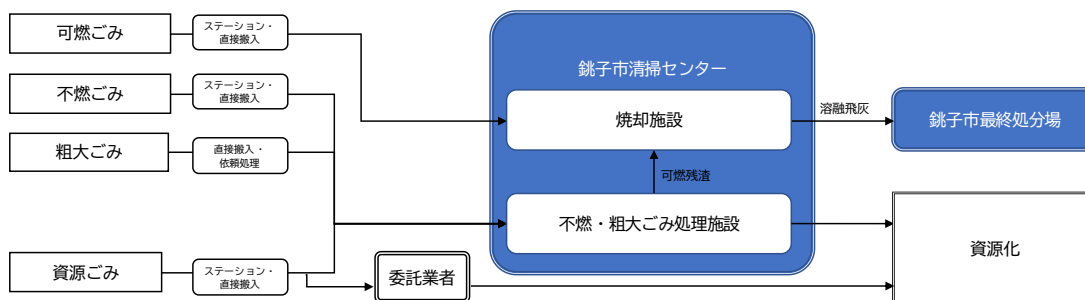 可燃ごみ
ステーション・
直接搬入
不燃ごみ
ステーション・
直接搬入
粗大ごみ
直接搬入・
依頼処理
資源ごみ
ステーション・
直接搬入
委託業者
銚子市清掃センター
焼却施設
可燃残渣
不燃・粗大ごみ処理施設
溶融飛灰
銚子市最終処分場
資源化